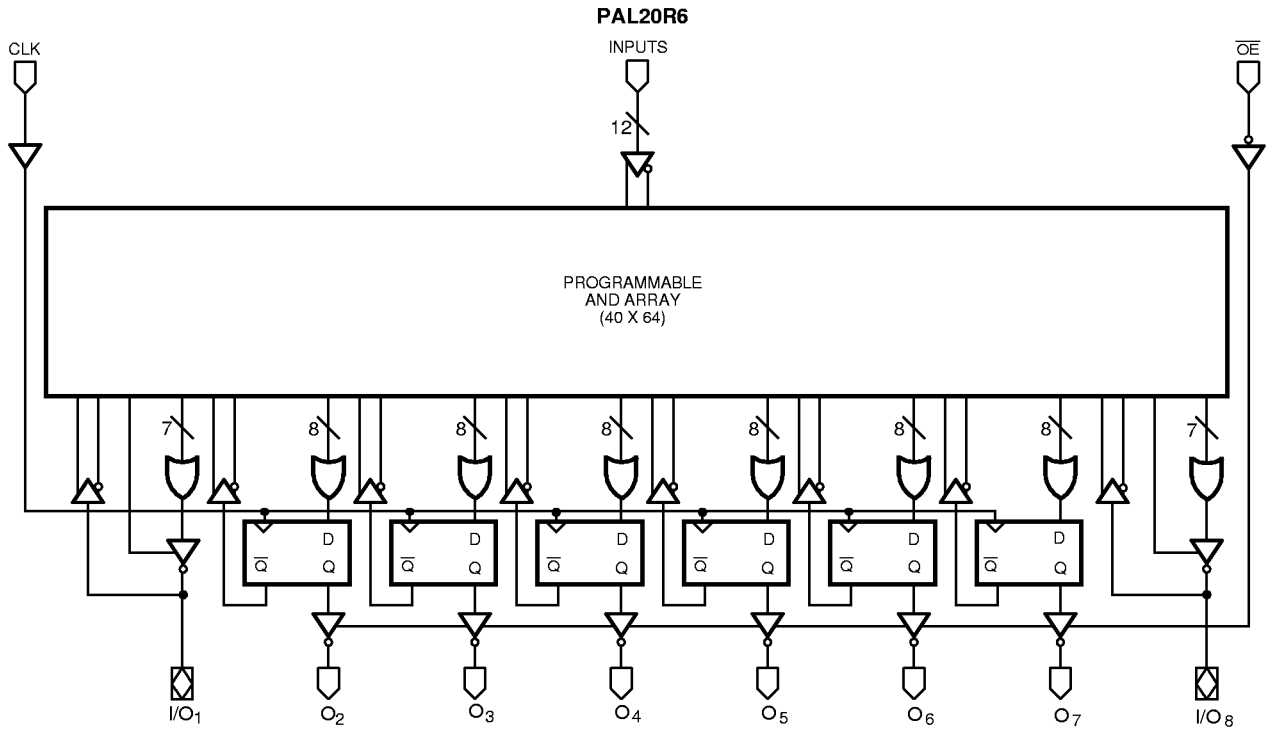 PAL20R6
CLK
INPUTS
O̅E̅
12
PROGRAMMABLE
AND ARRAY
(40 X 64)
7 8 8 8 8 8 8 7
D D D D D D
Q̅ Q Q̅ Q Q̅ Q Q̅ Q Q̅ Q Q̅ Q
I/O1 O2 O3 O4 O5 O6 O7 I/O8